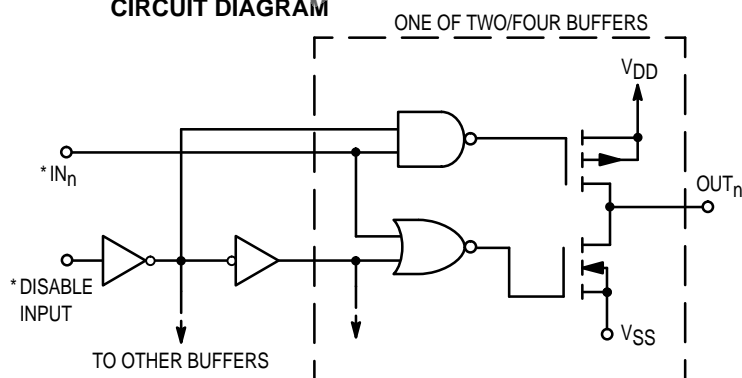 CIRCUIT DIAGRAM
ONE OF TWO/FOUR BUFFERS
VDD
*INn
OUTn
*DISABLE
INPUT
VSS
TO OTHER BUFFERS